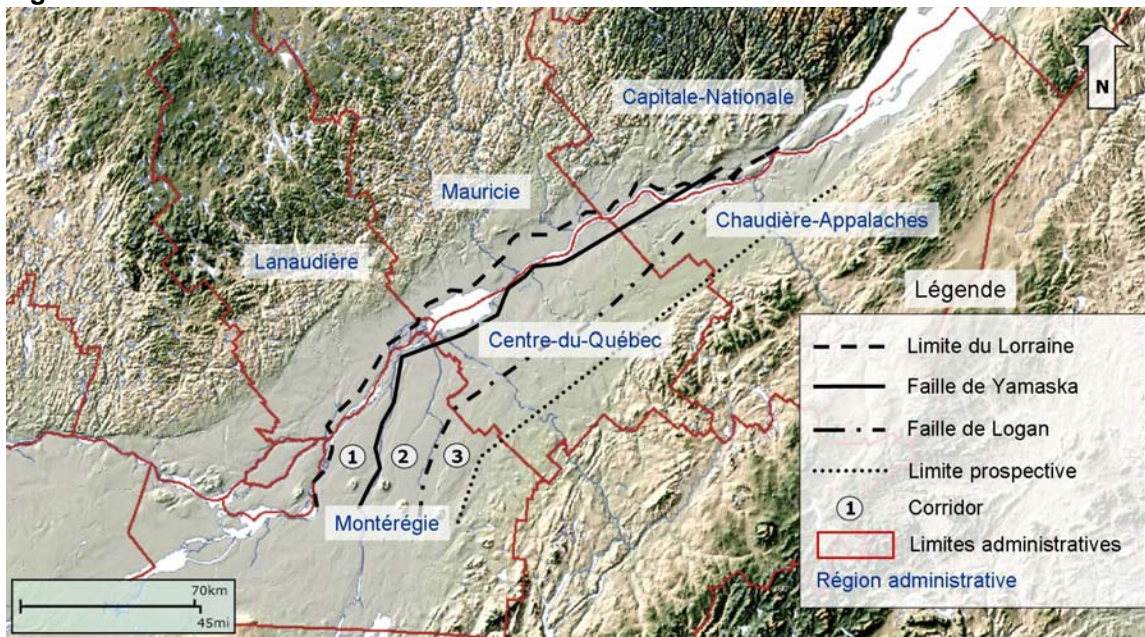 N
Capitale-Nationale
Mauricie
Chaudière-Appalaches
Lanaudière
Légende
Centre-du-Québec
Limite du Lorraine
Faille de Yamaska
Faille de Logan
1
2
3
Limite prospective
1 Corridor
Montérégie
Limites administratives
Région administrative
70km
45mi